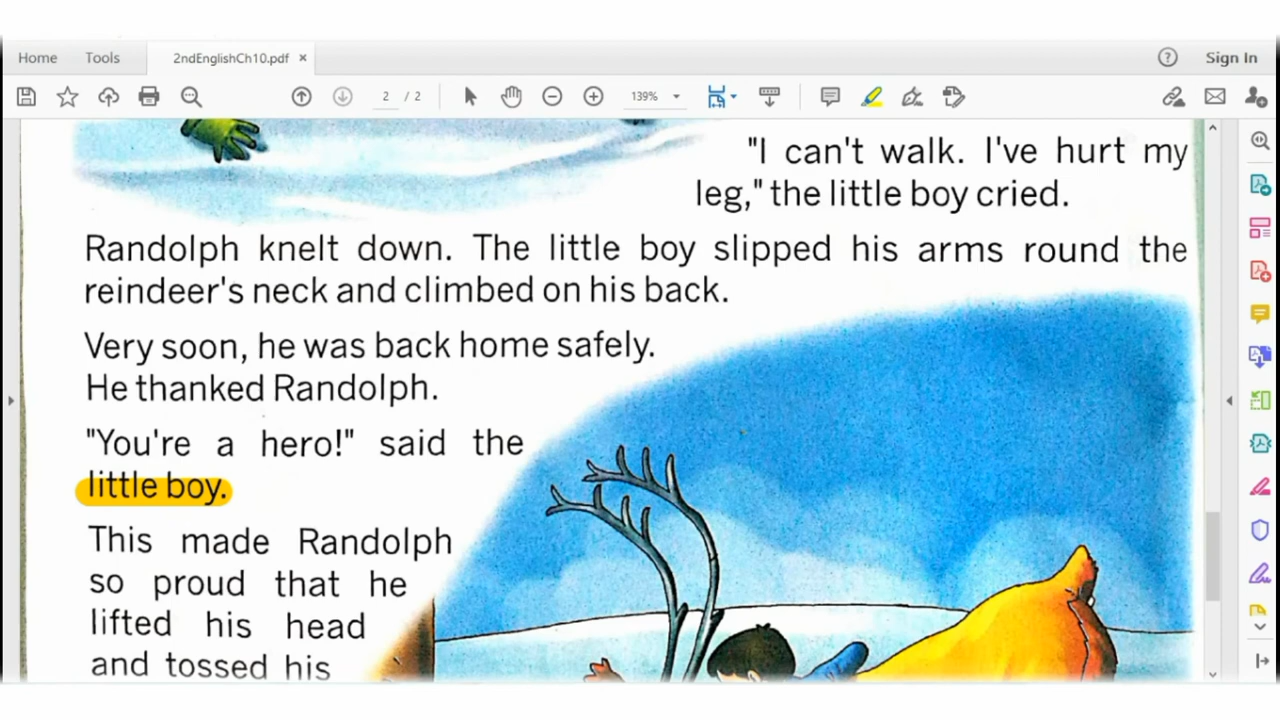 Home Tools 2ndEnglishCh10.pdf × Sign In
2 / 2 139%
"I can't walk. I've hurt my
leg," the little boy cried.
Randolph knelt down. The little boy slipped his arms round the
reindeer's neck and climbed on his back.
Very soon, he was back home safely.
He thanked Randolph.
"You're a hero!" said the
little boy.
This made Randolph
so proud that he
lifted his head
and tossed his